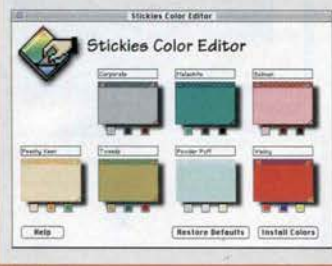 Stickies Color Editor
Stickies Color Editor
Corporate
Malachite
Salmon
Peachy Keen
Tweedy
Powder Puff
Wacky
Help
Restore Defaults
Install Colors